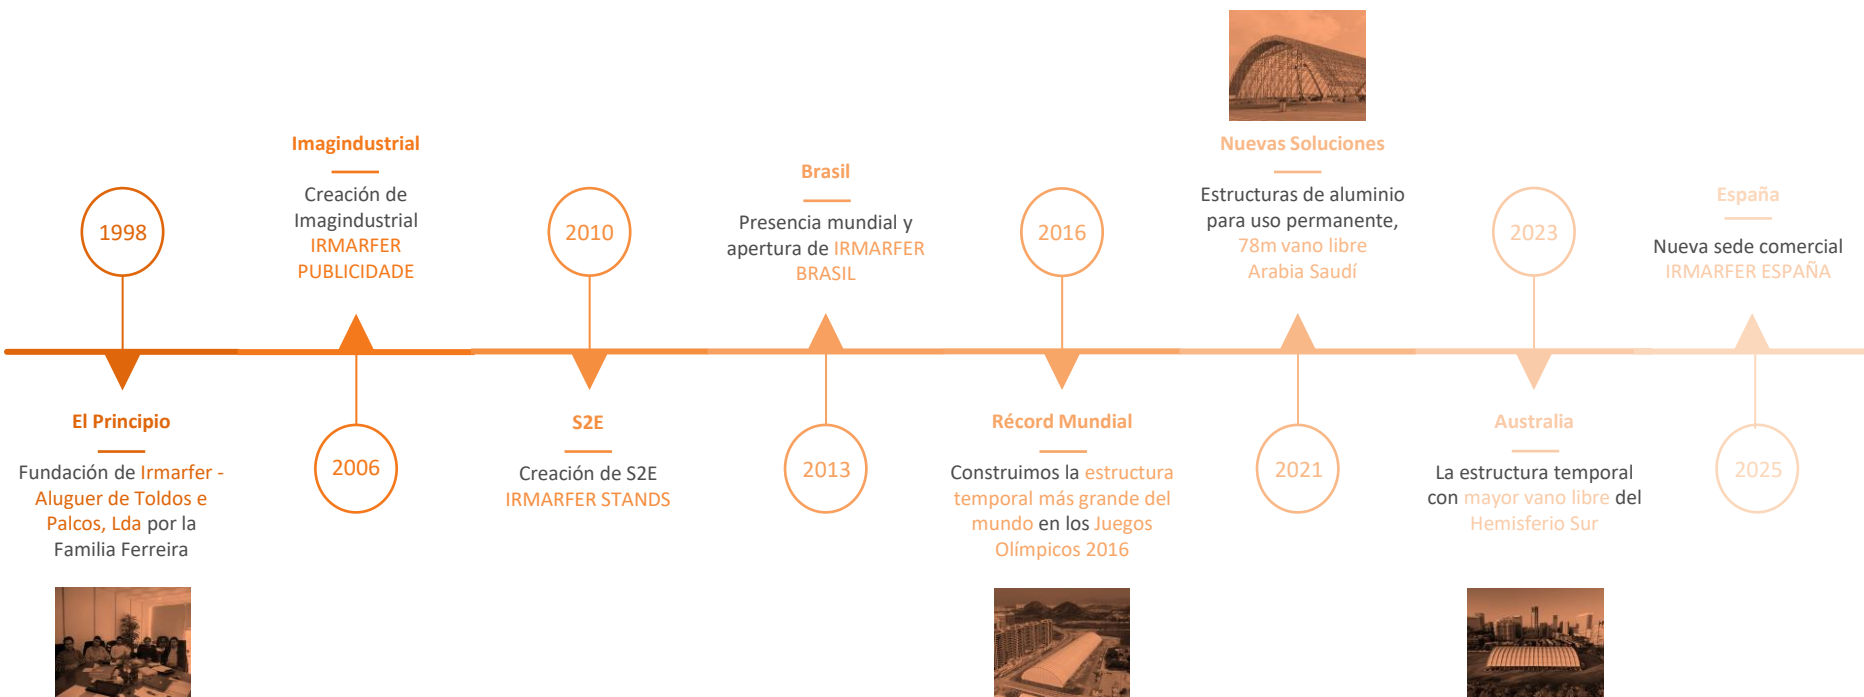 1998
El Principio
Fundación de Irmarfer -
Aluguer de Toldos e
Palcos, Lda por la
Familia Ferreira
Imagindustrial
Creación de
Imagindustrial
IRMARFER
PUBLICIDADE
2006
2010
S2E
Creación de S2E
IRMARFER STANDS
Brasil
Presencia mundial y
apertura de IRMARFER
BRASIL
2013
2016
Récord Mundial
Construimos la estructura
temporal más grande del
mundo en los Juegos
Olímpicos 2016
Nuevas Soluciones
Estructuras de aluminio
para uso permanente,
78m vano libre
Arabia Saudí
2021
2023
Australia
La estructura temporal
con mayor vano libre del
Hemisferio Sur
España
Nueva sede comercial
IRMARFER ESPAÑA
2025